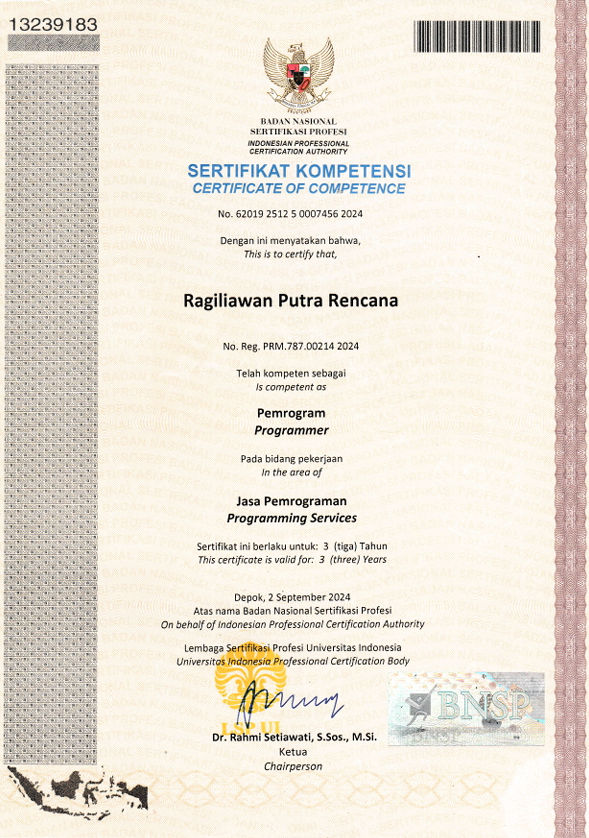 13239183
BADAN NASIONAL
SERTIFIKASI PROFESI
INDONESIAN PROFESSIONAL
CERTIFICATION AUTHORITY
SERTIFIKAT KOMPETENSI
CERTIFICATE OF COMPETENCE
No. 62019 2512 5 0007456 2024
Dengan ini menyatakan bahwa,
This is to certify that,
Ragiliawan Putra Rencana
No. Reg. PRM.787.00214 2024
Telah kompeten sebagai
Is competent as
Pemrogram
Programmer
Pada bidang pekerjaan
In the area of
Jasa Pemrograman
Programming Services
Sertifikat ini berlaku untuk: 3 (tiga) Tahun
This certificate is valid for: 3 (three) Years
Depok, 2 September 2024
Atas nama Badan Nasional Sertifikasi Profesi
On behalf of Indonesian Professional Certification Authority
Lembaga Sertifikasi Profesi Universitas Indonesia
Universitas Indonesia Professional Certification Body
LSP UI
BNSP
BNSP
Dr. Rahmi Setiawati, S.Sos., M.Si.
Ketua
Chairperson